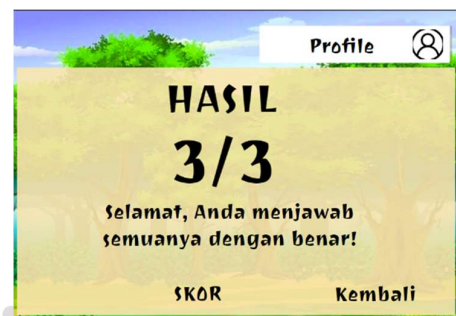 Profile
HASIL
3/3
Selamat, Anda menjawab
semuanya dengan benar!
SKOR
Kembali